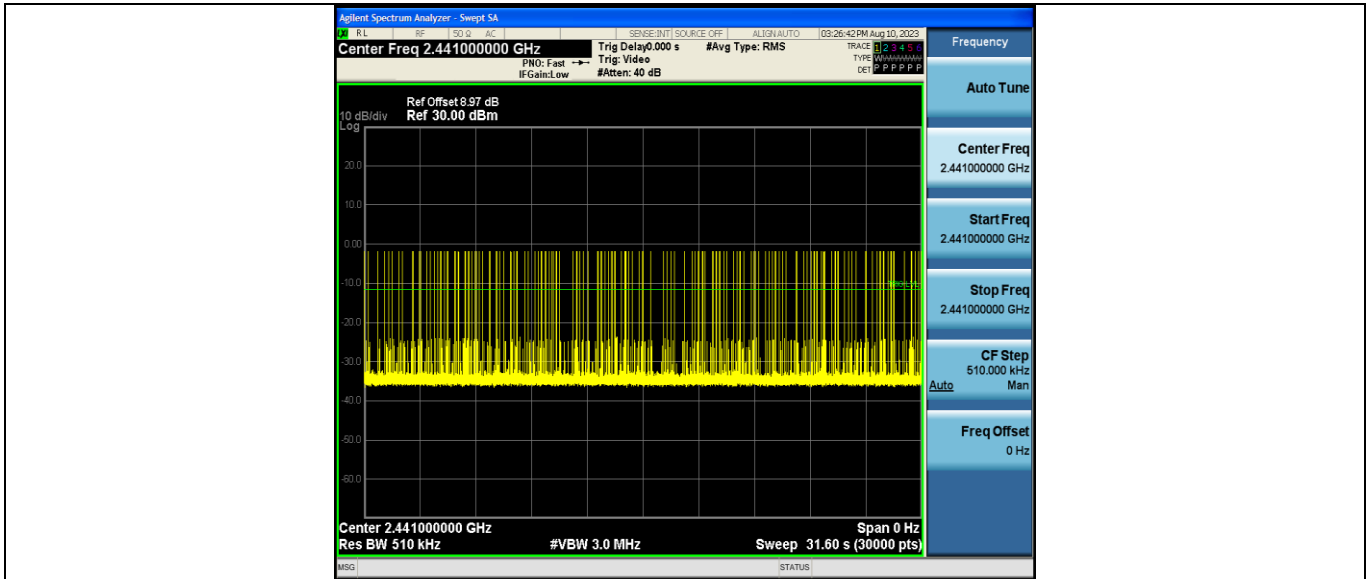 Agilent Spectrum Analyzer - Swept SA
LXI RL RF 50 Ω AC SENSE:INT SOURCE OFF ALIGNAUTO 03:26:42 PM Aug 10, 2023
Center Freq 2.441000000 GHz
Trig Delay0.000 s #Avg Type: RMS
TRACE 1 2 3 4 5 6
PNO: Fast
Trig: Video
TYPE
IFGain:Low
#Atten: 40 dB
DET P P P P P P
Ref Offset 8.97 dB
10 dB/div Ref 30.00 dBm
Log
20.0
10.0
0.00
-10.0
-20.0
-30.0
-40.0
-50.0
-60.0
Center 2.441000000 GHz Span 0 Hz
Res BW 510 kHz #VBW 3.0 MHz Sweep 31.60 s (30000 pts)
MSG STATUS
Frequency
Auto Tune
Center Freq
2.441000000 GHz
Start Freq
2.441000000 GHz
Stop Freq
2.441000000 GHz
CF Step
510.000 kHz
Auto Man
Freq Offset
0 Hz